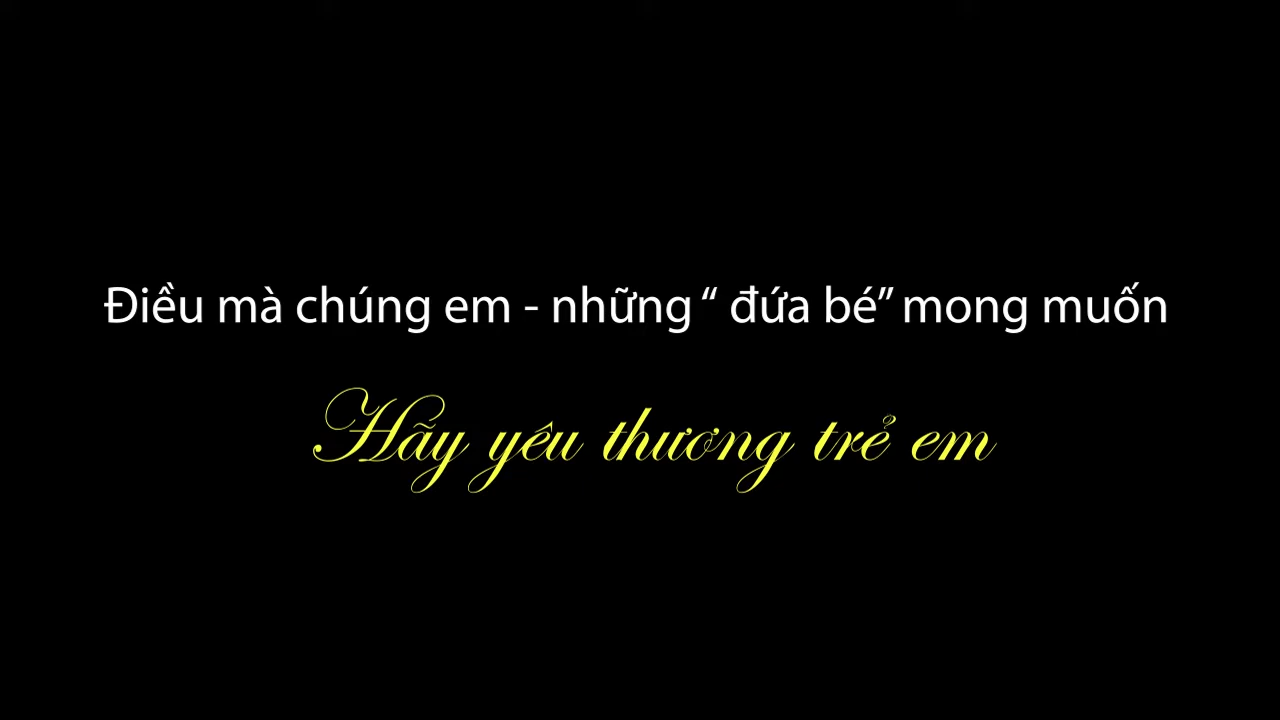 Điều mà chúng em - những “ đứa bé” mong muốn
Hãy yêu thương trẻ em